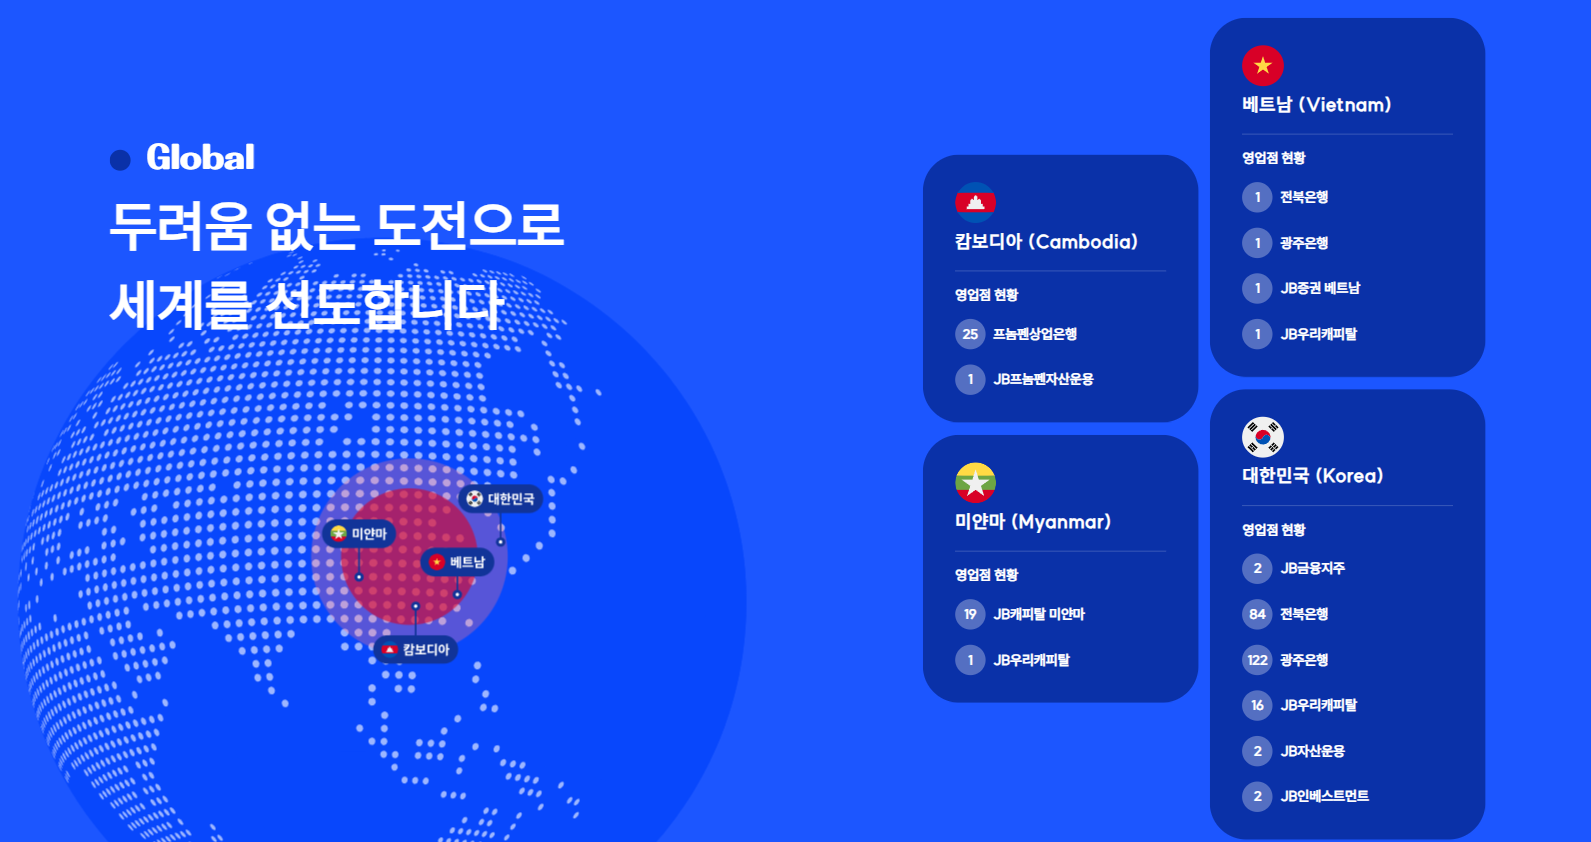 Global
두려움 없는 도전으로
세계를 선도합니다
대한민국
미얀마
베트남
캄보디아
캄보디아 (Cambodia)
영업점 현황
25 프놈펜상업은행
1 JB프놈펜자산운용
미얀마 (Myanmar)
영업점 현황
19 JB캐피탈 미얀마
1 JB우리캐피탈
베트남 (Vietnam)
영업점 현황
1 전북은행
1 광주은행
1 JB증권 베트남
1 JB우리캐피탈
대한민국 (Korea)
영업점 현황
2 JB금융지주
84 전북은행
122 광주은행
16 JB우리캐피탈
2 JB자산운용
2 JB인베스트먼트